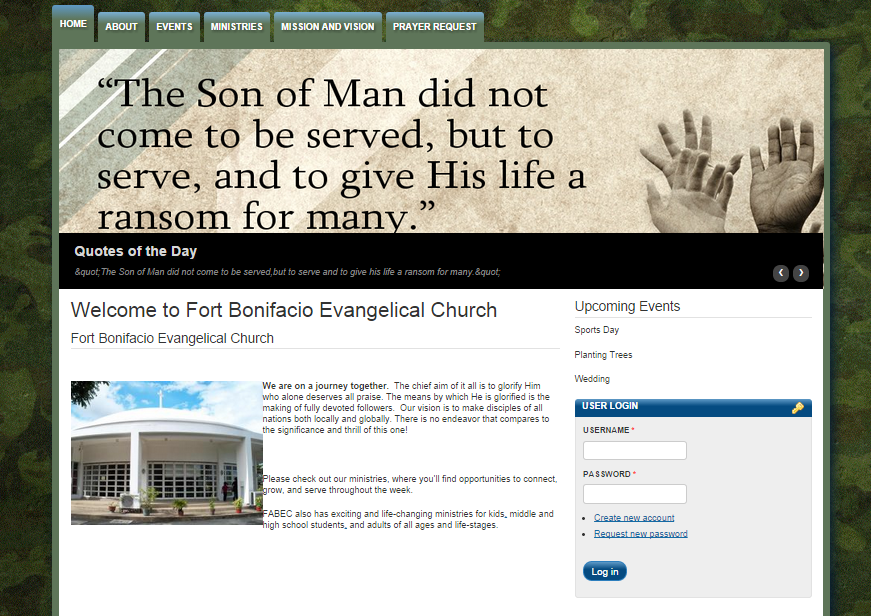 HOME
ABOUT
EVENTS
MINISTRIES
MISSION AND VISION
PRAYER REQUEST
“The Son of Man did not
come to be served, but to
serve, and to give His life a
ransom for many.”
Quotes of the Day
&quot;The Son of Man did not come to be served,but to serve and to give his life a ransom for many.&quot;
Welcome to Fort Bonifacio Evangelical Church
Fort Bonifacio Evangelical Church
We are on a journey together.  The chief aim of it all is to glorify Him
who alone deserves all praise. The means by which He is glorified is the
making of fully devoted followers.  Our vision is to make disciples of all
nations both locally and globally. There is no endeavor that compares to
the significance and thrill of this one!
Please check out our ministries, where you'll find opportunities to connect,
grow, and serve throughout the week.
FABEC also has exciting and life-changing ministries for kids, middle and
high school students, and adults of all ages and life-stages.
Upcoming Events
Sports Day
Planting Trees
Wedding
USER LOGIN
USERNAME *
PASSWORD *
Create new account
Request new password
Log in